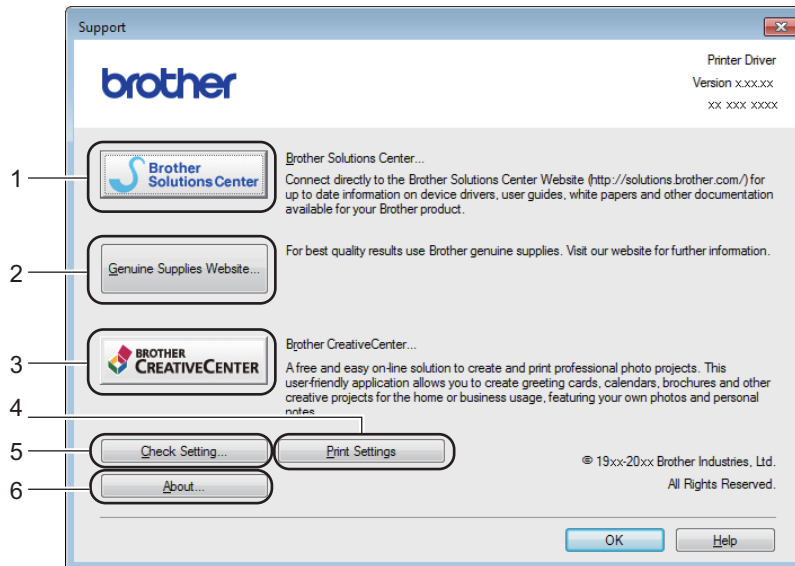 Support
brother
Printer Driver
Version x.xx.xx
xx xxx xxxx
1
Brother
Solutions Center
Brother Solutions Center...
Connect directly to the Brother Solutions Center Website (http://solutions.brother.com/) for
up to date information on device drivers, user guides, white papers and other documentation
available for your Brother product.
2
Genuine Supplies Website...
For best quality results use Brother genuine supplies. Visit our website for further information.
3
BROTHER
CREATIVECENTER
Brother CreativeCenter...
A free and easy on-line solution to create and print professional photo projects. This
user-friendly application allows you to create greeting cards, calendars, brochures and other
creative projects for the home or business usage, featuring your own photos and personal
notes.
4
5
Check Setting...
Print Settings
© 19xx-20xx Brother Industries, Ltd.
6
About...
All Rights Reserved.
OK
Help